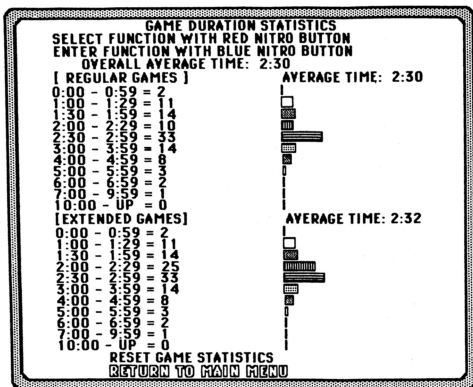 GAME DURATION STATISTICS
SELECT FUNCTION WITH RED NITRO BUTTON
ENTER FUNCTION WITH BLUE NITRO BUTTON
OVERALL AVERAGE TIME: 2:30
[ REGULAR GAMES ] AVERAGE TIME: 2:30
0:00 - 0:59 = 2
1:00 - 1:29 = 11
1:30 - 1:59 = 14
2:00 - 2:29 = 10
2:30 - 2:59 = 33
3:00 - 3:59 = 14
4:00 - 4:59 = 8
5:00 - 5:59 = 3
6:00 - 6:59 = 2
7:00 - 9:59 = 1
10:00 - UP = 0
[EXTENDED GAMES] AVERAGE TIME: 2:32
0:00 - 0:59 = 2
1:00 - 1:29 = 11
1:30 - 1:59 = 14
2:00 - 2:29 = 25
2:30 - 2:59 = 33
3:00 - 3:59 = 14
4:00 - 4:59 = 8
5:00 - 5:59 = 3
6:00 - 6:59 = 2
7:00 - 9:59 = 1
10:00 - UP = 0
RESET GAME STATISTICS
RETURN TO MAIN MENU